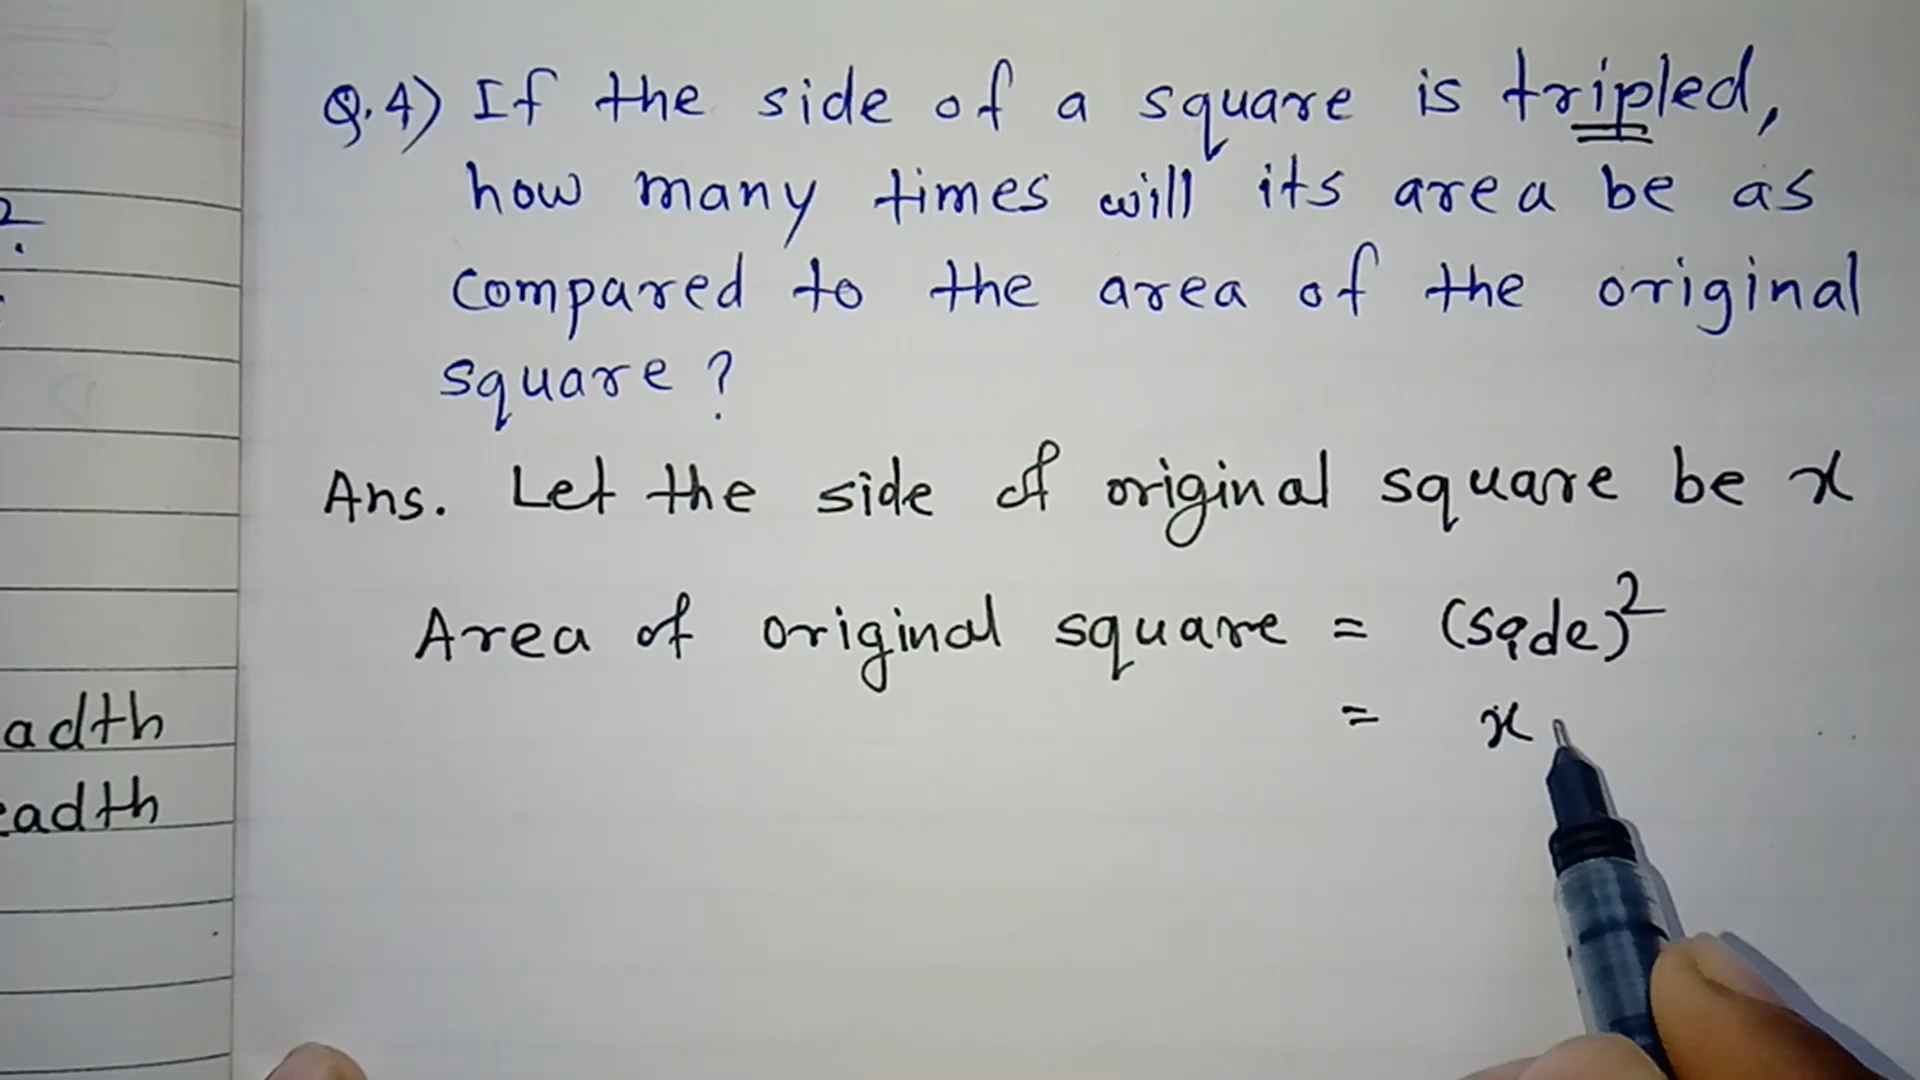 Q.4) If the side of a square is tripled,
how many times will its area be as
compared to the area of the original
square ?
Ans. Let the side of original square be x
Area of original square = (side)²
= x
2
adth
eadth